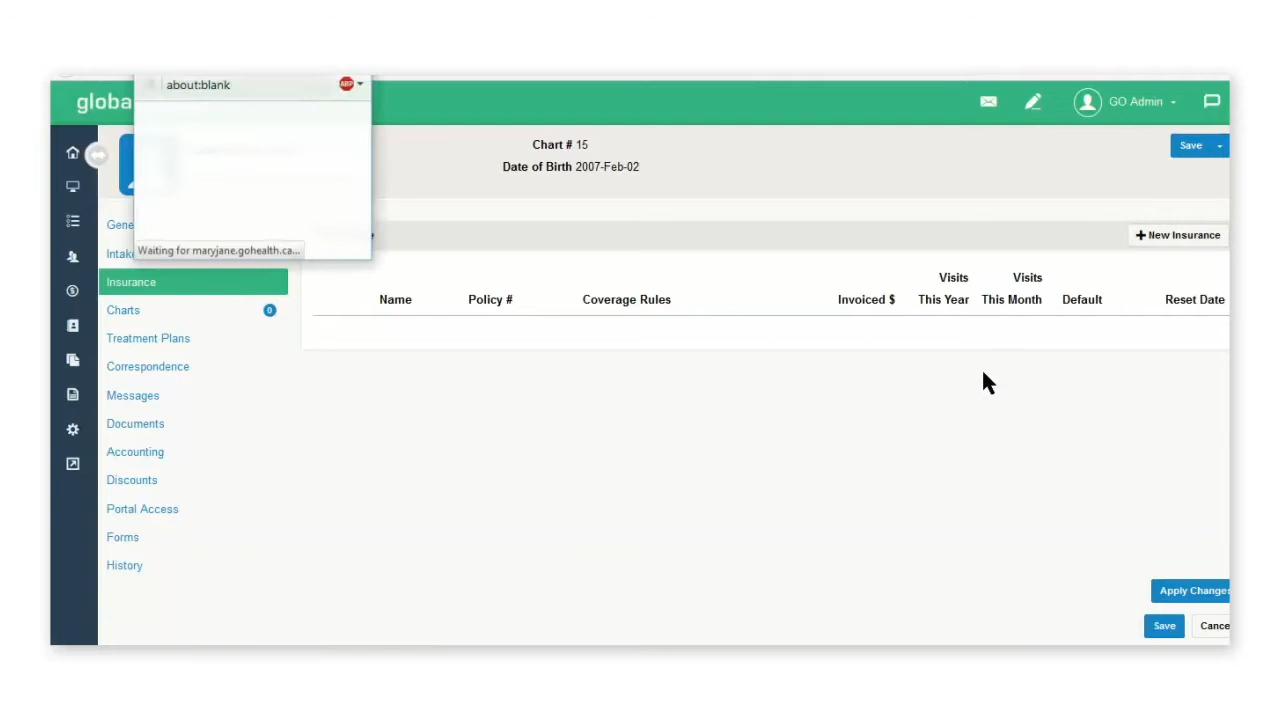 about:blank
ABP
globa
GO Admin
Chart # 15
Save
Date of Birth 2007-Feb-02
Gene
New Insurance
Intake
Waiting for maryjane.gohealth.ca...
Insurance
Visits Visits
Name Policy # Coverage Rules Invoiced $ This Year This Month Default Reset Date
Charts 0
Treatment Plans
Correspondence
Messages
Documents
Accounting
Discounts
Portal Access
Forms
History
Apply Changes
Save Cance